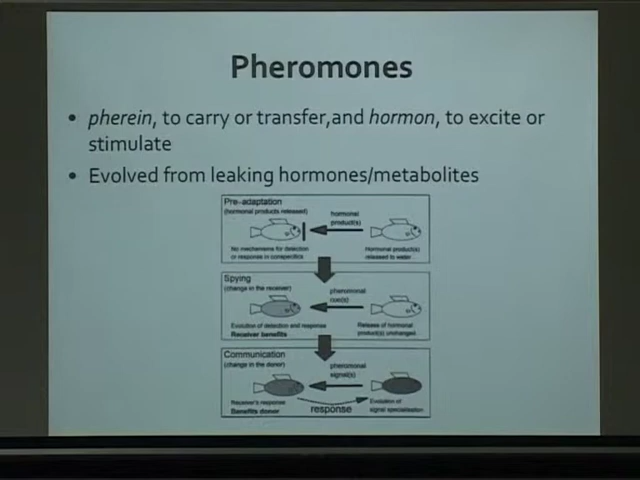 Pheromones
• pherein, to carry or transfer,and hormon, to excite or
stimulate
• Evolved from leaking hormones/metabolites
Pre-adaptation
(hormonal products released)
hormonal
product(s)
No mechanisms for detection
or response in conspecifics
Hormonal product(s)
released to water
Spying
(change in the receiver)
pheromonal
cue(s)
Evolution of detection and response
Receiver benefits
Release of hormonal
product(s) unchanged
Communication
(change in the donor)
pheromonal
signal(s)
Receiver's response
Benefits donor
response
Evolution of
signal specialisation